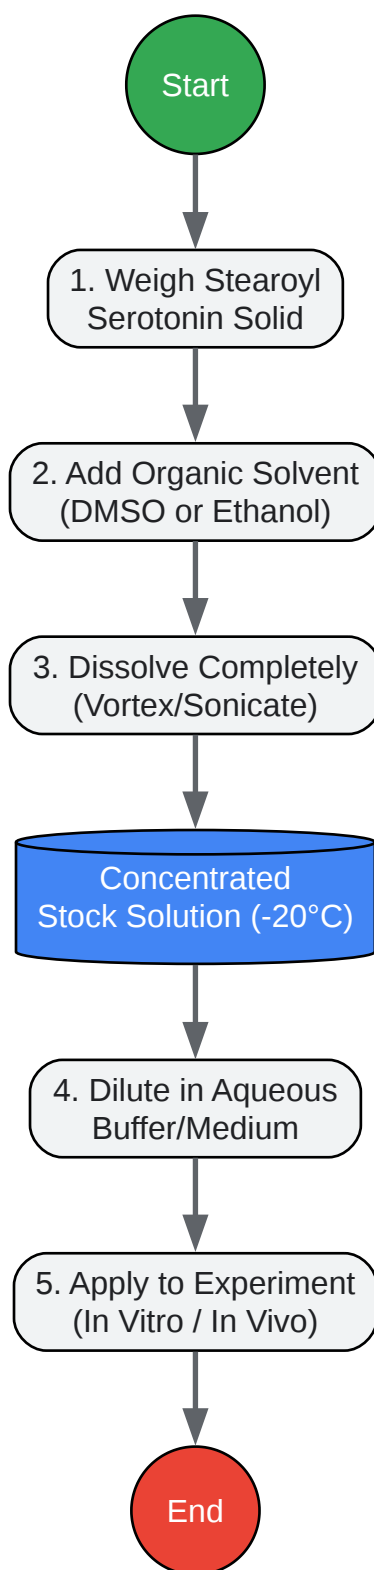 Start
1. Weigh Stearoyl
Serotonin Solid
2. Add Organic Solvent
(DMSO or Ethanol)
3. Dissolve Completely
(Vortex/Sonicate)
Concentrated
Stock Solution (-20°C)
4. Dilute in Aqueous
Buffer/Medium
5. Apply to Experiment
(In Vitro / In Vivo)
End